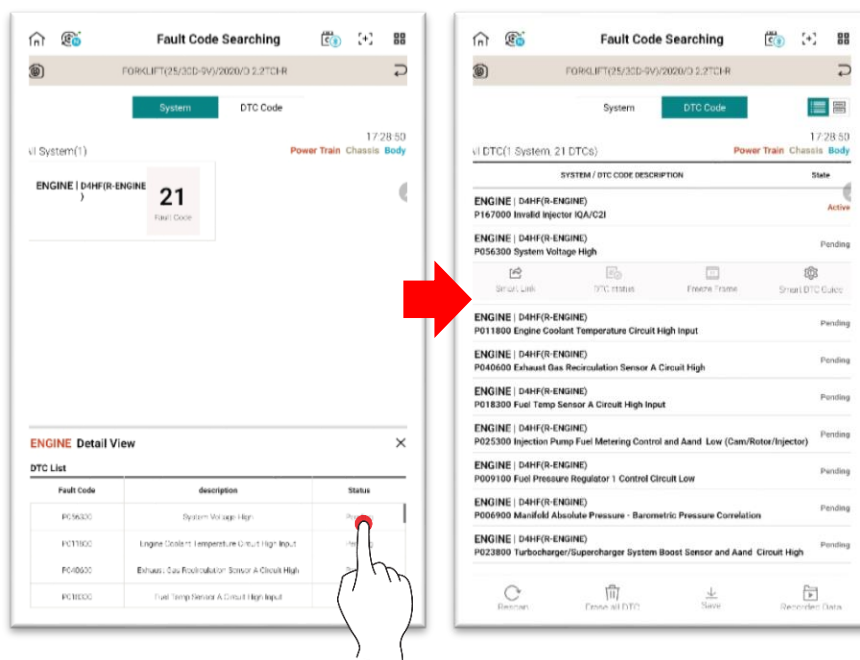 Fault Code Searching
FORKLIFT(25/30D-9V)/2020/D 2.2TCI-R
System DTC Code
17:28:50
System(1) Power Train Chassis Body
ENGINE | D4HF(R-ENGINE
)
21
Fault Code
ENGINE Detail View
DTC List
Fault Code description Status
P056300 System Voltage High
P011800 Engine Coolant Temperature Circuit High Input
P040600 Exhaust Gas Recirculation Sensor A Circuit High
P018300 Fuel Temp Sensor A Circuit High Input
Fault Code Searching
FORKLIFT(25/30D-9V)/2020/D 2.2TCI-R
System DTC Code
17:28:50
DTC(1 System, 21 DTCs) Power Train Chassis Body
SYSTEM / DTC CODE DESCRIPTION State
ENGINE | D4HF(R-ENGINE)
P167000 Invalid Injector IQA/C2I Active
ENGINE | D4HF(R-ENGINE)
P056300 System Voltage High Pending
Smart Link DTC status Freeze Frame Smart DTC Guide
ENGINE | D4HF(R-ENGINE)
P011800 Engine Coolant Temperature Circuit High Input Pending
ENGINE | D4HF(R-ENGINE)
P040600 Exhaust Gas Recirculation Sensor A Circuit High Pending
ENGINE | D4HF(R-ENGINE)
P018300 Fuel Temp Sensor A Circuit High Input Pending
ENGINE | D4HF(R-ENGINE)
P025300 Injection Pump Fuel Metering Control and Aand Low (Cam/Rotor/Injector) Pending
ENGINE | D4HF(R-ENGINE)
P009100 Fuel Pressure Regulator 1 Control Circuit Low Pending
ENGINE | D4HF(R-ENGINE)
P006900 Manifold Absolute Pressure - Barometric Pressure Correlation Pending
ENGINE | D4HF(R-ENGINE)
P023800 Turbocharger/Supercharger System Boost Sensor and Aand Circuit High Pending
Rescan Erase all DTC Save Recorded Data